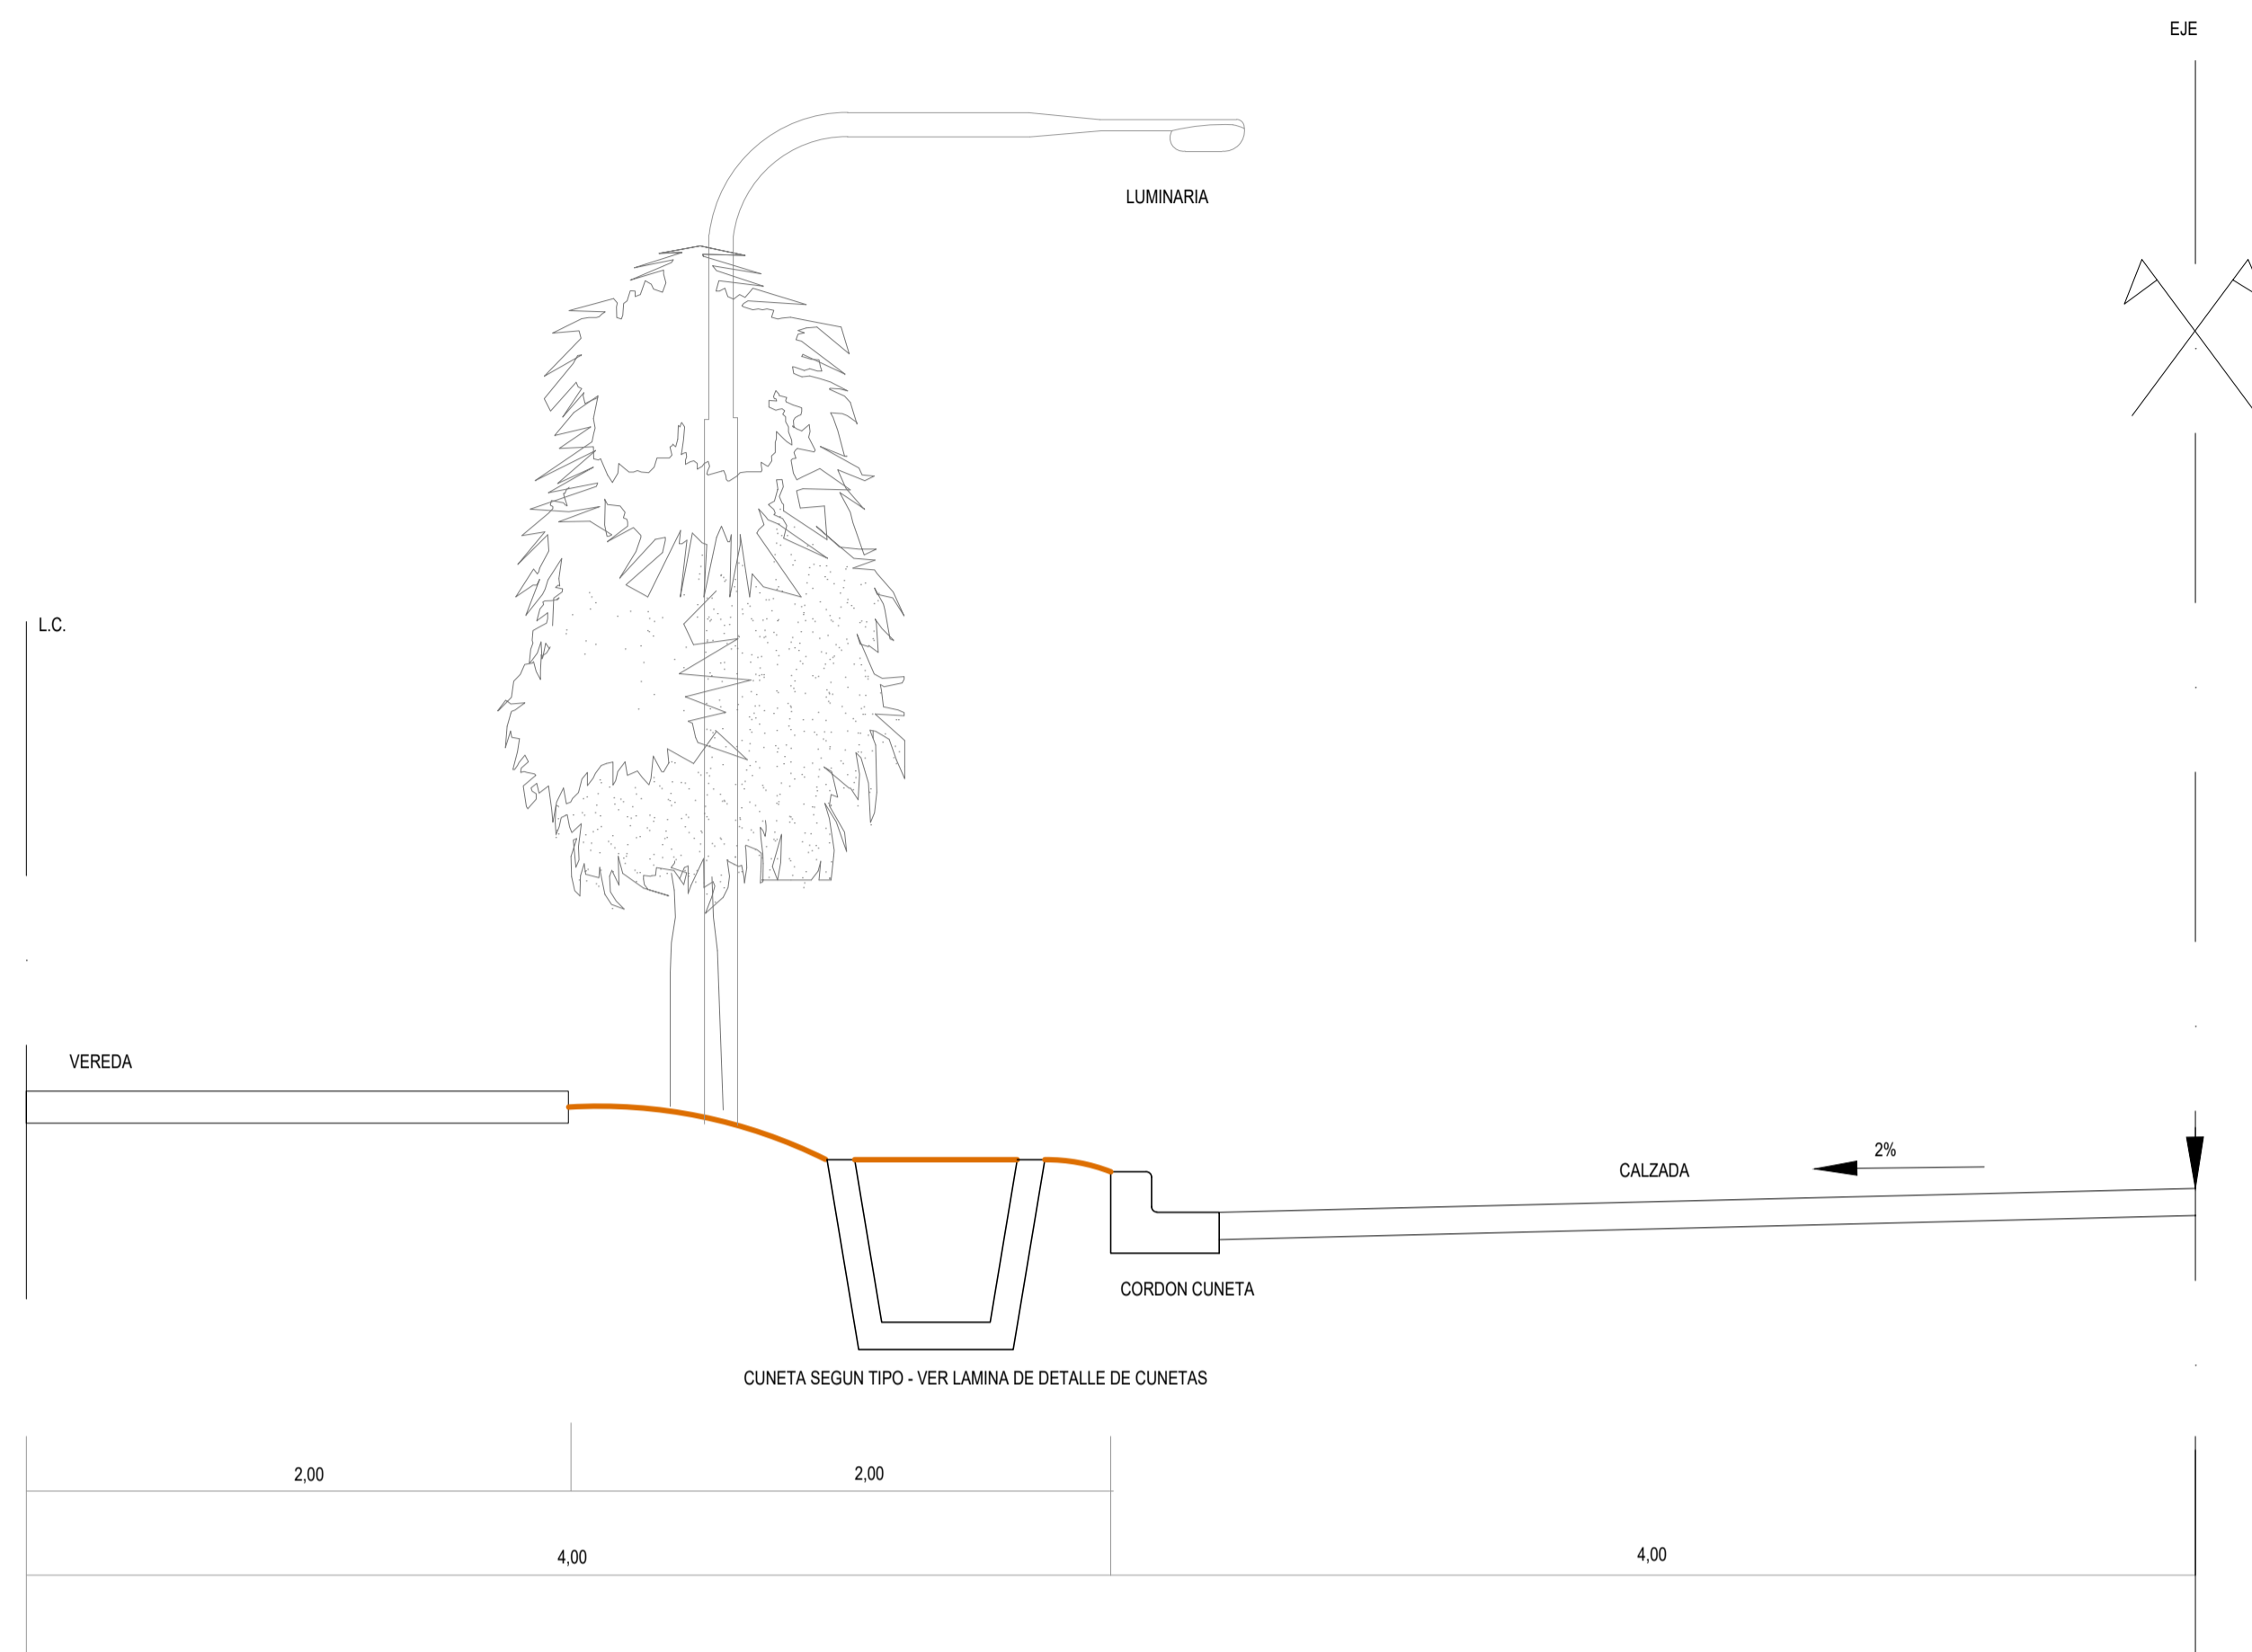 EJE
LUMINARIA
L.C.
VEREDA
2%
CALZADA
CORDON CUNETA
CUNETA SEGUN TIPO - VER LAMINA DE DETALLE DE CUNETAS
2,00
2,00
4,00
4,00